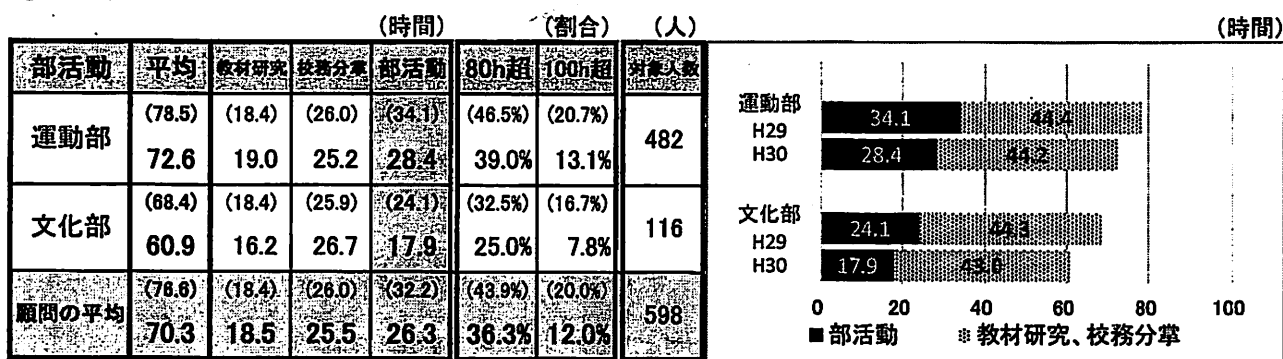 (時間) (割合) (人)
部活動 平均 教材研究 校務分掌 部活動 80h超 100h超 対象人数
(78.5) (18.4) (26.0) (34.1) (46.5%) (20.7%)
運動部 482
72.6 19.0 25.2 28.4 39.0% 13.1%
(68.4) (18.4) (25.9) (24.1) (32.5%) (16.7%)
文化部 116
60.9 16.2 26.7 17.9 25.0% 7.8%
(76.6) (18.4) (26.0) (32.2) (43.9%) (20.0%)
顧問の平均 598
70.3 18.5 25.5 26.3 36.3% 12.0%
(時間)
運動部
H29 34.1 44.4
H30 28.4 44.2
文化部
H29 24.1 44.3
H30 17.9 43.0
0 20 40 60 80 100
■部活動 教材研究、校務分掌